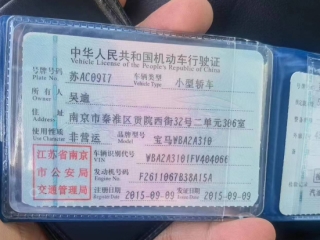 中华人民共和国机动车行驶证
Vehicle License of the People's Republic of China
号牌号码 苏AC09T7 车辆类型 小型轿车
Plate No. Vehicle Type
所有人 吴迪
Owner
住址 南京市秦淮区贡院西街32号二单元306室
Address
使用性质 非营运 品牌型号 宝马WBAZA310
Use Character Model
江苏省南京
市公安局
交通管理局
车辆识别代号 WBAZA3101FV40406E
VIN
发动机号码 FZ611067B38A15A
Engine No.
注册日期 2015-09-09 发证日期 2015-09-09
Register Date Issue Date